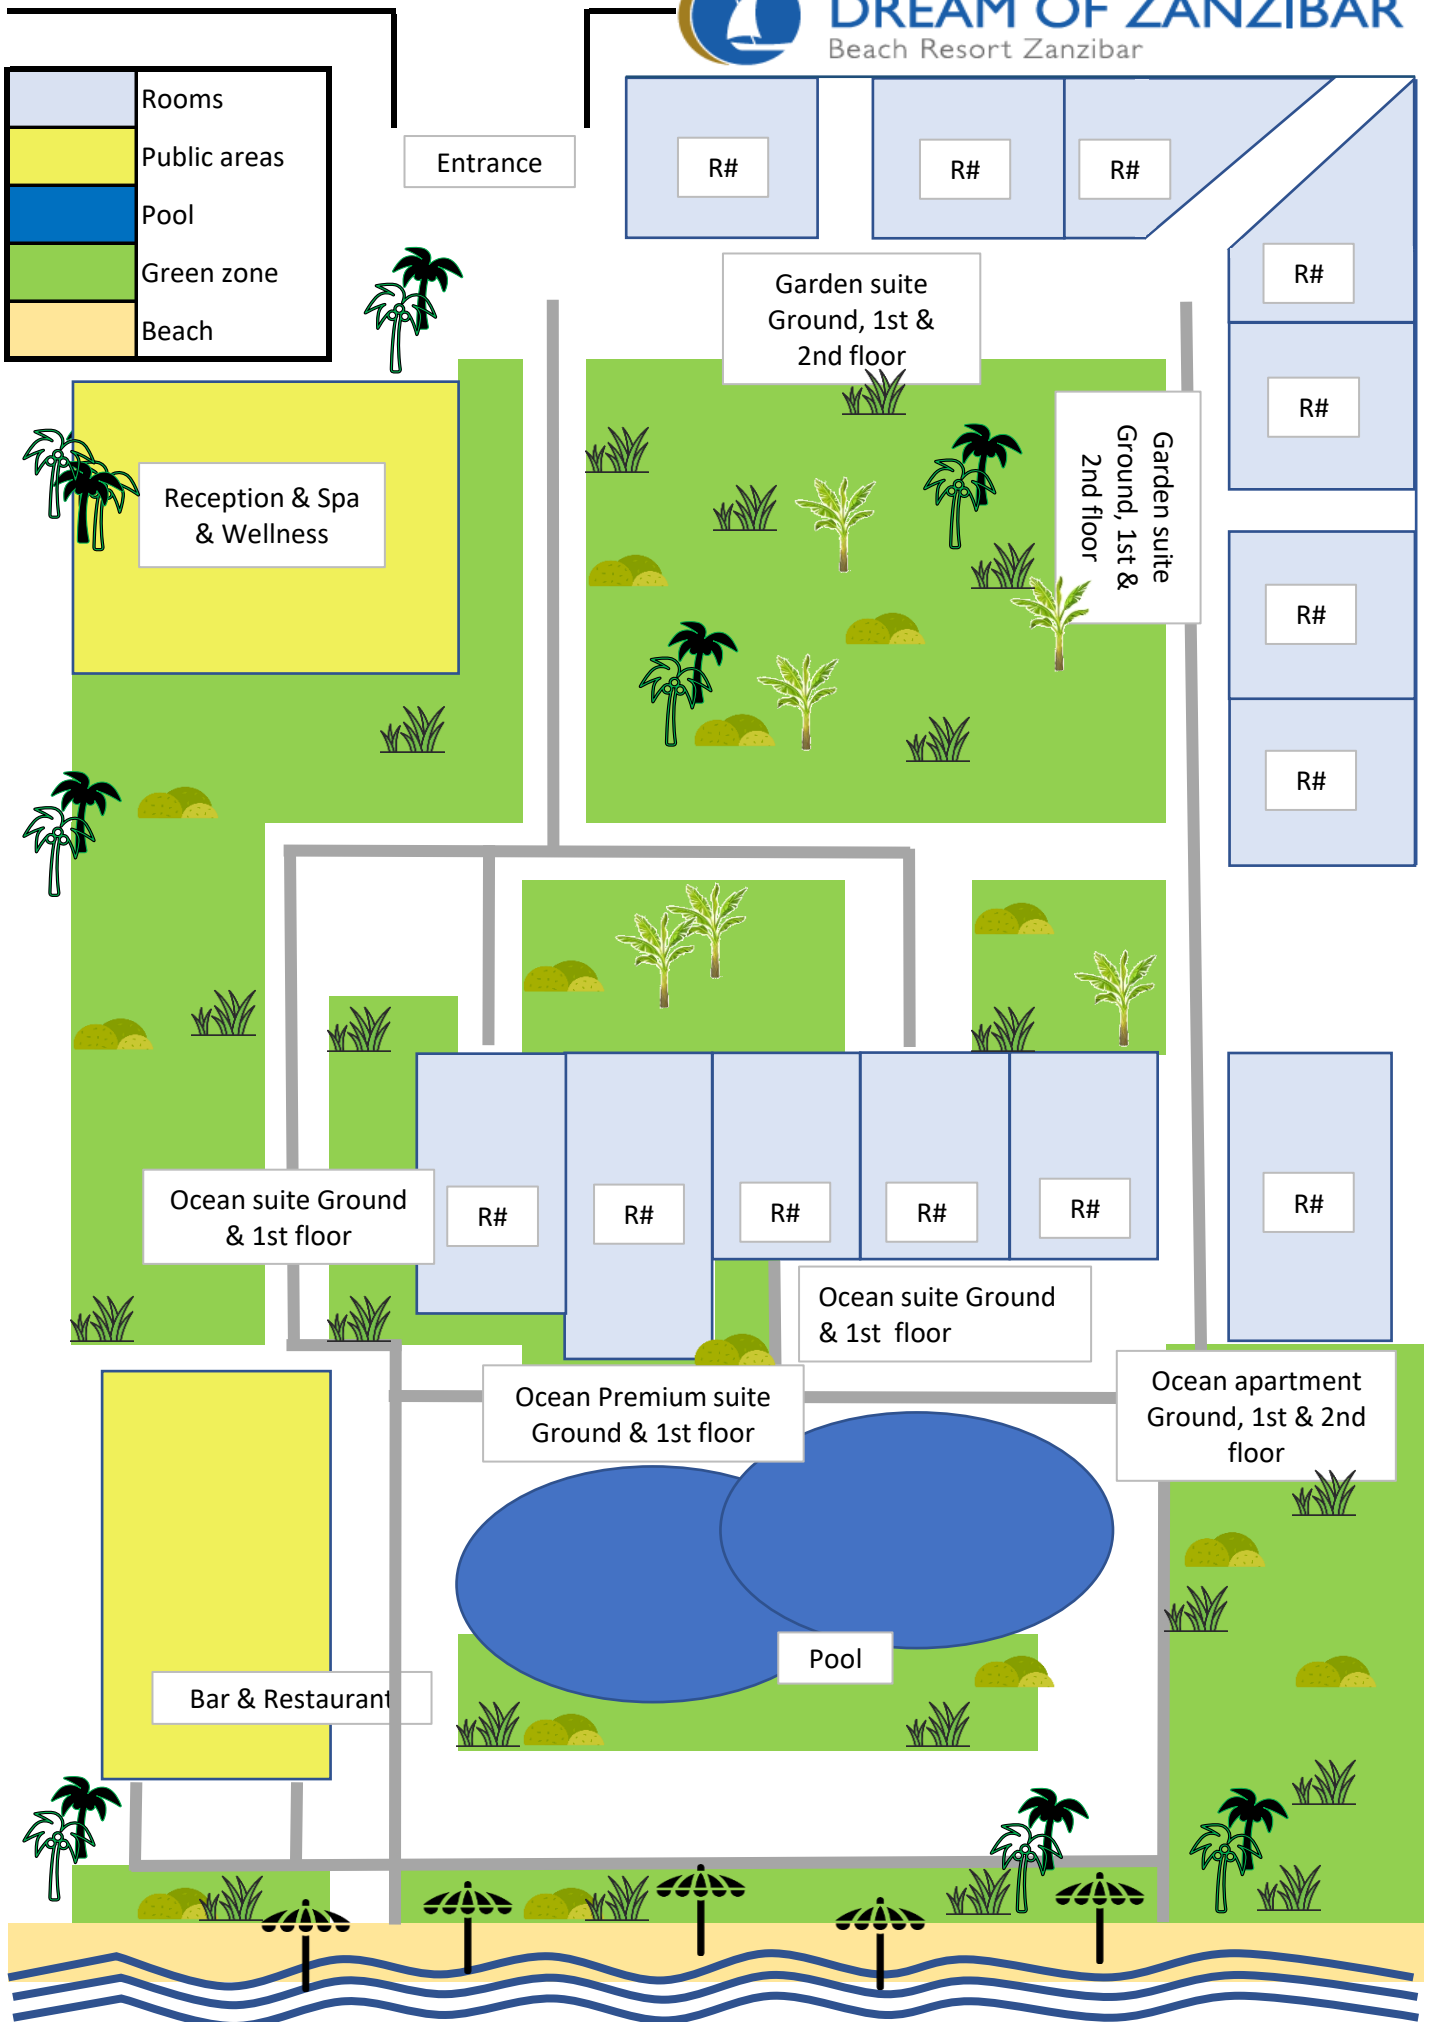 DREAM OF ZANZIBAR
Beach Resort Zanzibar
Rooms
Public areas
Pool
Green zone
Beach
Entrance
R#
R#
R#
R#
Garden suite
Ground, 1st &
2nd floor
R#
Garden suite
Ground, 1st &
2nd floor
Reception & Spa
& Wellness
R#
R#
Ocean suite Ground
& 1st floor
R#
R#
R#
R#
R#
R#
Ocean suite Ground
& 1st  floor
Ocean Premium suite
Ground & 1st floor
Ocean apartment
Ground, 1st & 2nd
floor
Pool
Bar & Restaurant